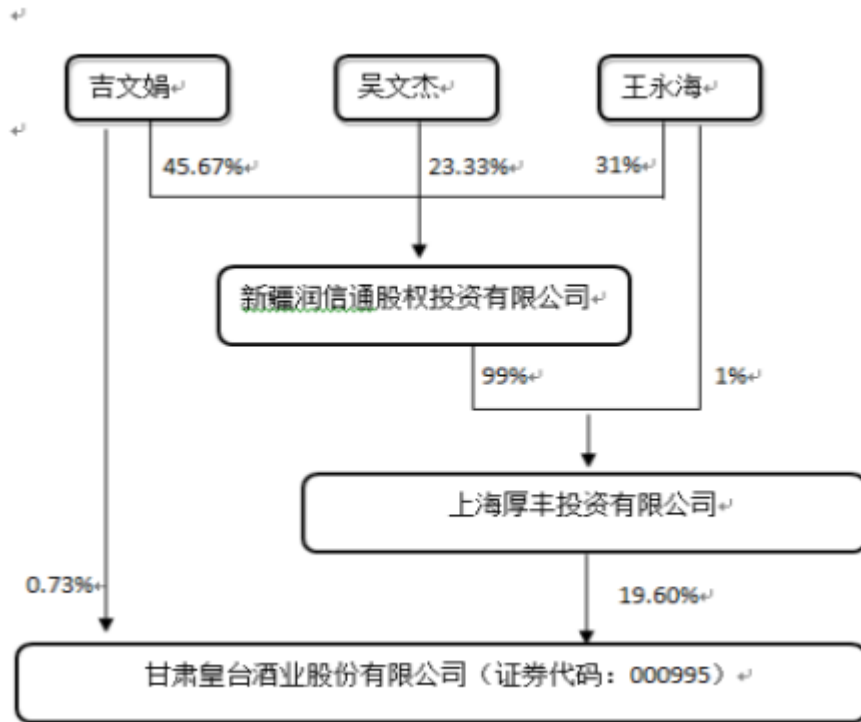 吉文娟
吴文杰
王永海
45.67%
23.33%
31%
新疆润信通股权投资有限公司
99%
1%
上海厚丰投资有限公司
0.73%
19.60%
甘肃皇台酒业股份有限公司（证券代码：000995）